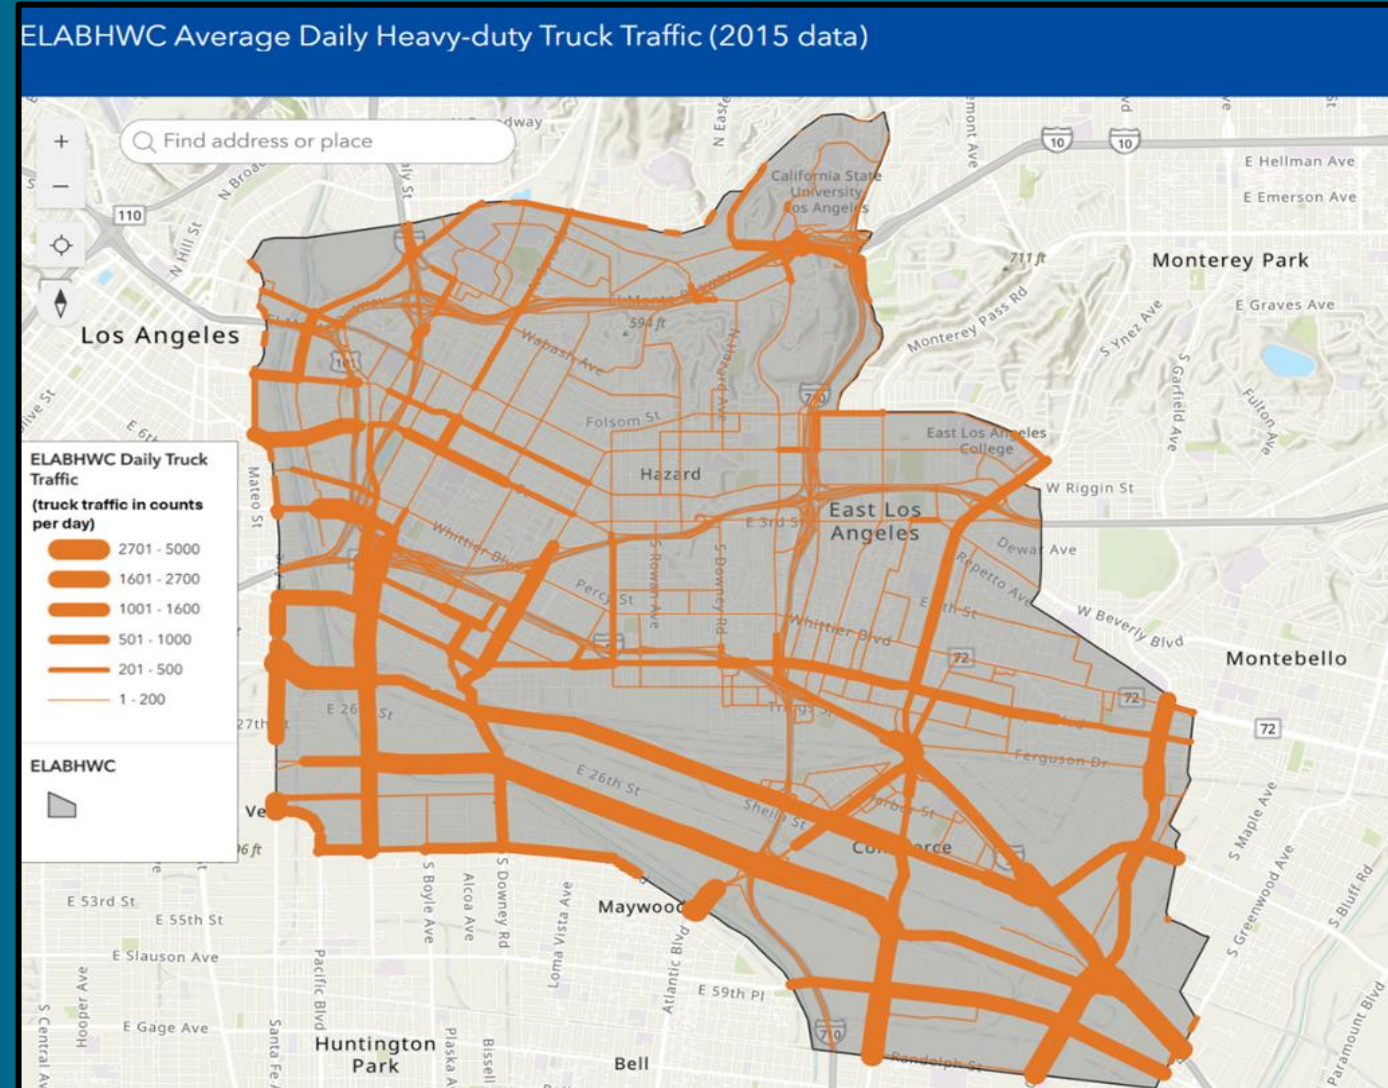 ELABHWC Average Daily Heavy-duty Truck Traffic (2015 data)
Find address or place
+
−
N Broadway
110
N Hill St
Los Angeles
10
10
E Hellman Ave
E Emerson Ave
California State
University
Los Angeles
711 ft
Monterey Park
E Graves Ave
Monterey Pass Rd
S Ynez Ave
S Garfield Ave
Fulton Ave
594 ft
Wabash Ave
101
710
Folsom St
East Los Angeles
College
Hazard
W Riggin St
Mateo St
East Los
Angeles
E 3rd St
Dewar Ave
Repetto Ave
Whittier Blvd
Percy St
S Rowan Ave
S Downey Rd
Whittier Blvd
W Beverly Blvd
72
Montebello
72
72
ELABHWC Daily Truck
Traffic
(truck traffic in counts
per day)
2701 - 5000
1601 - 2700
1001 - 1600
501 - 1000
201 - 500
1 - 200
ELABHWC
E 26th St
27th St
Ferguson Dr
E 26th St
Sheila St
Commerce
S Maple Ave
S Greenwood Ave
S Bluff Rd
E 53rd St
E 55th St
S Boyle Ave
Alcoa Ave
S Downey Rd
Loma Vista Ave
Maywood
Atlantic Blvd
E Slauson Ave
E 59th Pl
Hooper Ave
Pacific Blvd
E Gage Ave
Huntington
Park
Bell
710
Randolph St
Paramount Blvd